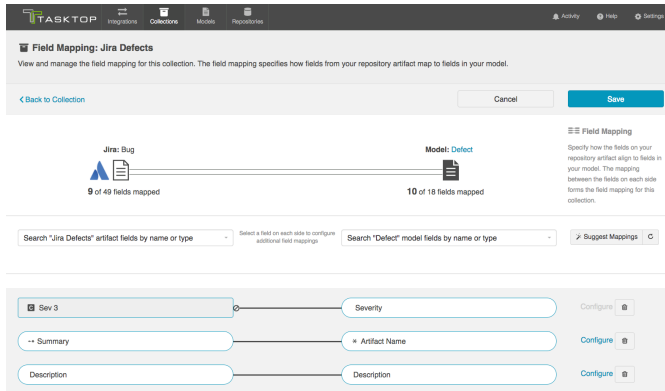 TASKTOP
Integrations
Collections
Models
Repositories
Activity
Help
Settings
Field Mapping: Jira Defects
View and manage the field mapping for this collection. The field mapping specifies how fields from your repository artifact map to fields in your model.
Back to Collection
Cancel
Save
Jira: Bug
Model: Defect
9 of 49 fields mapped
10 of 18 fields mapped
Field Mapping
Specify how the fields on your
repository artifact align to fields in
your model. The mapping
between the fields on each side
forms the field mapping for this
collection.
Search "Jira Defects" artifact fields by name or type
Select a field on each side to configure
additional field mappings
Search "Defect" model fields by name or type
Suggest Mappings
C Sev 3
Severity
Configure
Summary
* Artifact Name
Configure
Description
Description
Configure